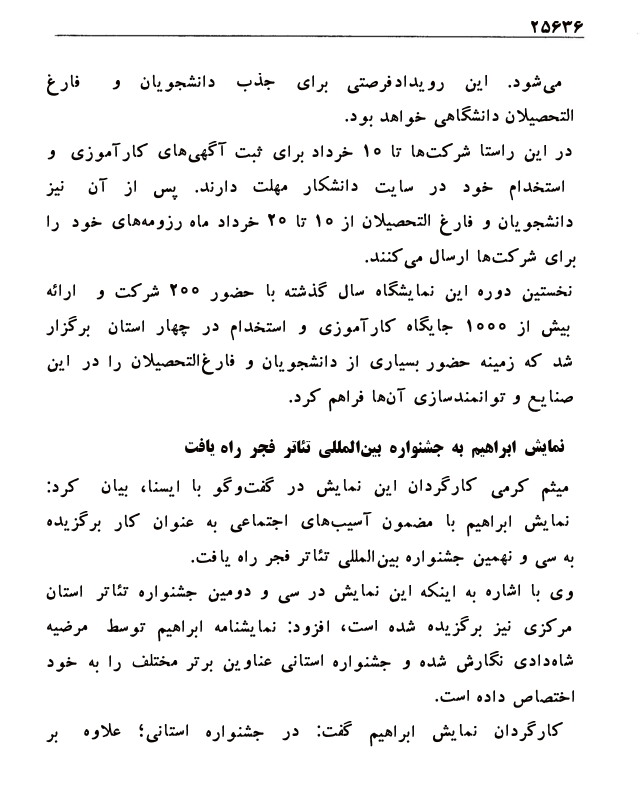 ۲۵۶۳۶
می‌شود. این رویدادفرصتی برای جذب دانشجویان و فارغ
التحصیلان دانشگاهی خواهد بود.
در این راستا شرکت‌ها تا ۱۰ خرداد برای ثبت آگهی‌های کارآموزی و
استخدام خود در سایت دانشکار مهلت دارند. پس از آن نیز
دانشجویان و فارغ التحصیلان از ۱۰ تا ۲۰ خرداد ماه رزومه‌های خود را
برای شرکت‌ها ارسال می‌کنند.
نخستین دوره این نمایشگاه سال گذشته با حضور ۲۰۰ شرکت و ارائه
بیش از ۱۰۰۰ جایگاه کارآموزی و استخدام در چهار استان برگزار
شد که زمینه حضور بسیاری از دانشجویان و فارغ‌التحصیلان را در این
صنایع و توانمندسازی آن‌ها فراهم کرد.
نمایش ابراهیم به جشنواره بین‌المللی تئاتر فجر راه یافت
میثم کرمی کارگردان این نمایش در گفت‌وگو با ایسنا، بیان کرد:
نمایش ابراهیم با مضمون آسیب‌های اجتماعی به عنوان کار برگزیده
به سی و نهمین جشنواره بین‌المللی تئاتر فجر راه یافت.
وی با اشاره به اینکه این نمایش در سی و دومین جشنواره تئاتر استان
مرکزی نیز برگزیده شده است، افزود: نمایشنامه ابراهیم توسط مرضیه
شاه‌دادی نگارش شده و جشنواره استانی عناوین برتر مختلف را به خود
اختصاص داده است.
کارگردان نمایش ابراهیم گفت: در جشنواره استانی؛ علاوه بر